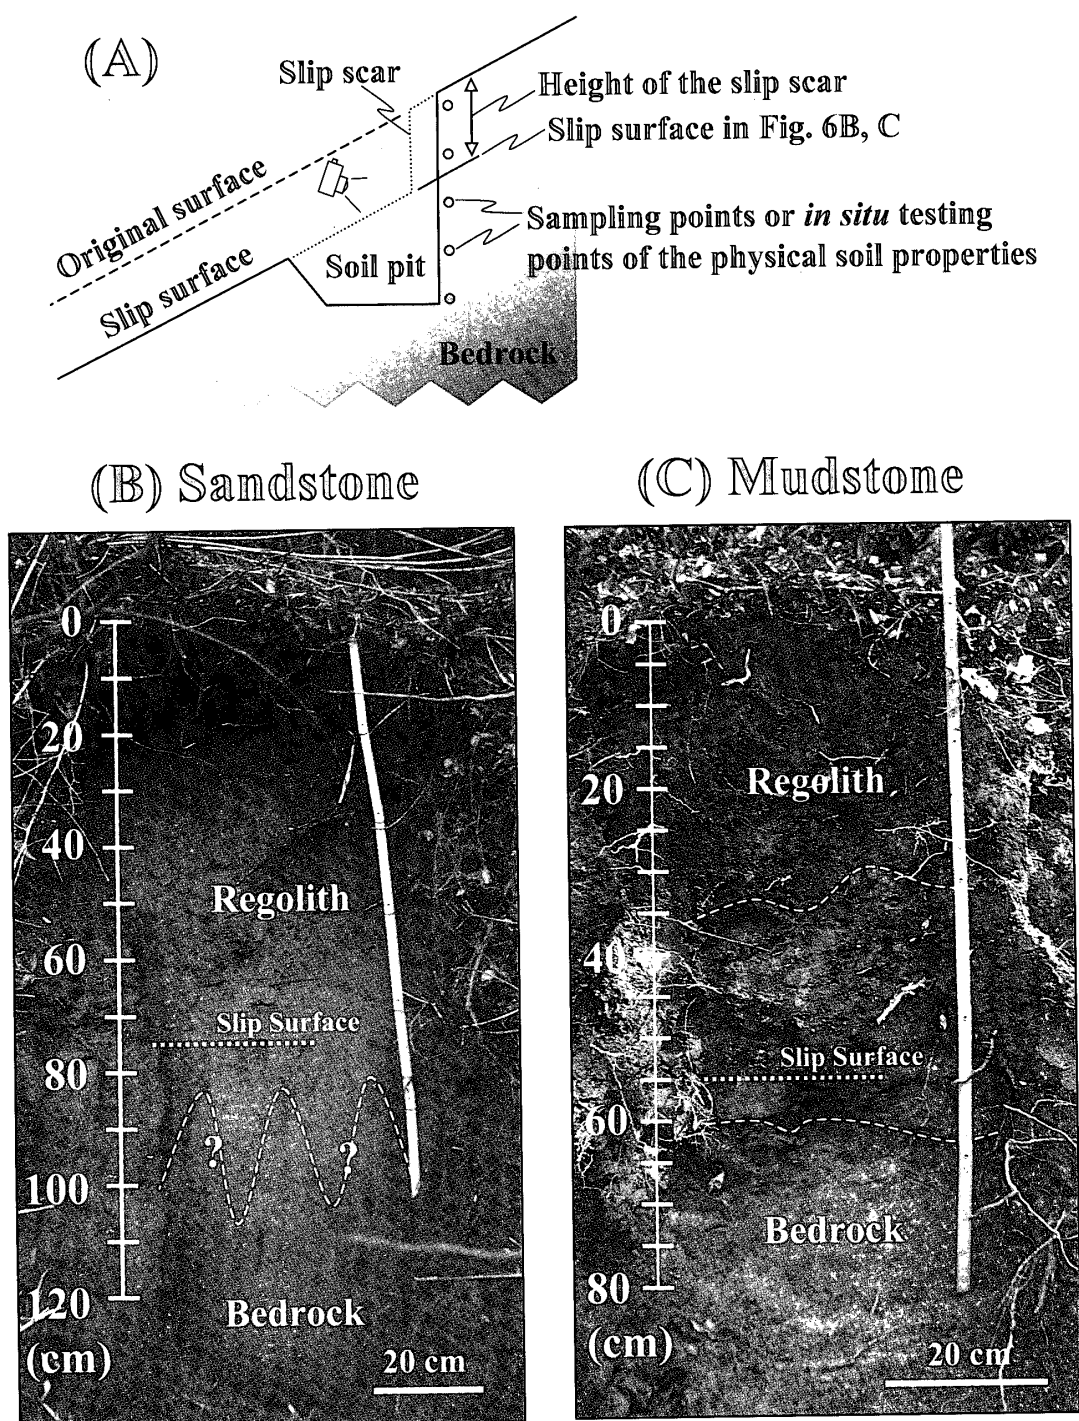 (A)
Slip scar
Height of the slip scar
Slip surface in Fig. 6B, C
Original surface
Slip surface
Sampling points or in situ testing
points of the physical soil properties
Soil pit
Bedrock
(B) Sandstone
0
20
40
60
80
100
120
(cm)
Regolith
Slip Surface
?
?
Bedrock
20 cm
(C) Mudstone
0
20
40
60
80
(cm)
Regolith
Slip Surface
Bedrock
20 cm